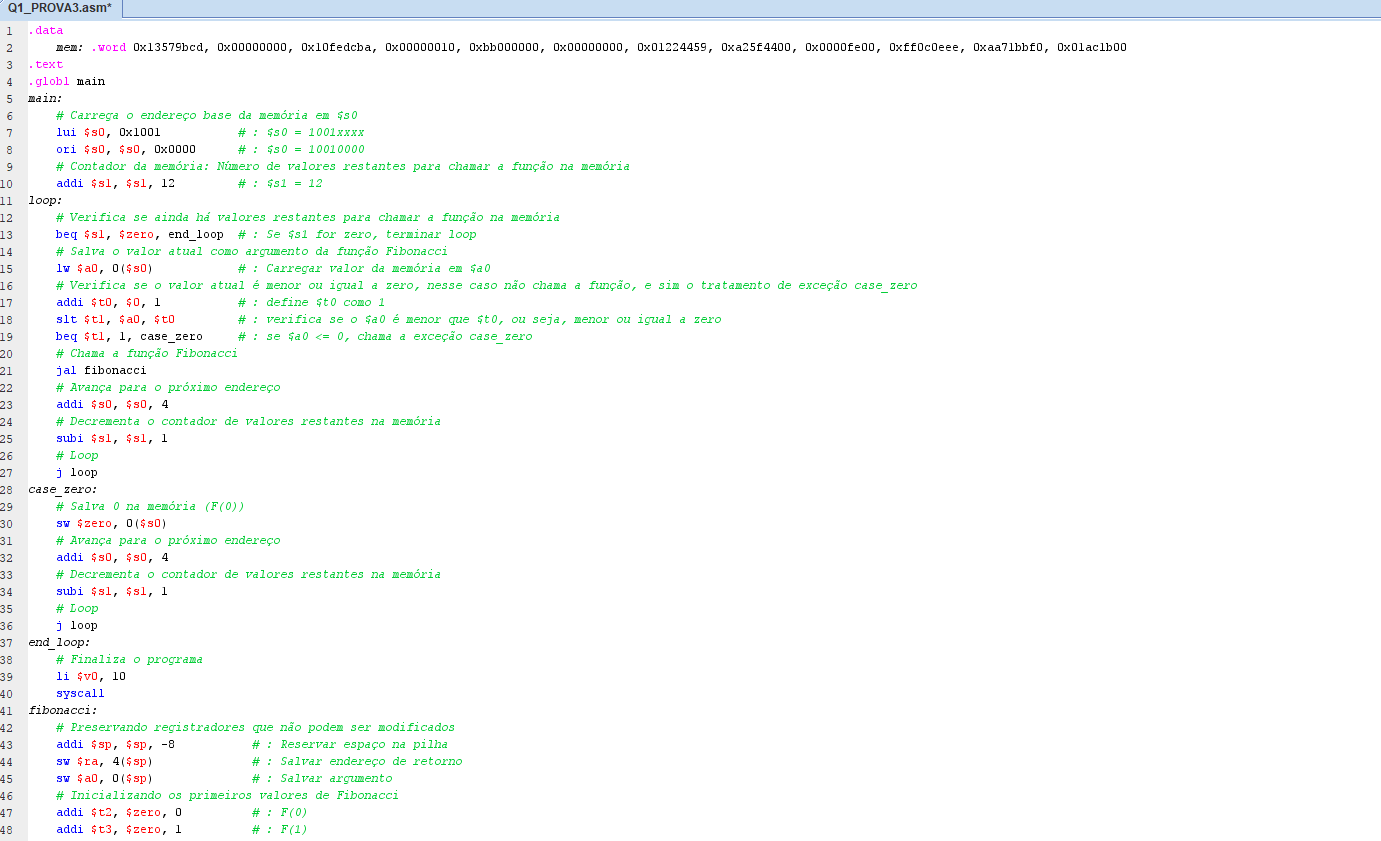 Q1_PROVA3.asm*
1 .data
2 mem: .word 0x13579bcd, 0x00000000, 0x10fedcba, 0x00000010, 0xbb000000, 0x00000000, 0x01224459, 0xa25f4400, 0x0000fe00, 0xff0c0eee, 0xaa71bbf0, 0x01ac1b00
3 .text
4 .globl main
5 main:
6 # Carrega o endereço base da memória em $s0
7 lui $s0, 0x1001 # : $s0 = 1001xxxx
8 ori $s0, $s0, 0x0000 # : $s0 = 10010000
9 # Contador da memória: Número de valores restantes para chamar a função na memória
10 addi $s1, $s1, 12 # : $s1 = 12
11 loop:
12 # Verifica se ainda há valores restantes para chamar a função na memória
13 beq $s1, $zero, end_loop # : Se $s1 for zero, terminar loop
14 # Salva o valor atual como argumento da função Fibonacci
15 lw $a0, 0($s0) # : Carregar valor da memória em $a0
16 # Verifica se o valor atual é menor ou igual a zero, nesse caso não chama a função, e sim o tratamento de exceção case_zero
17 addi $t0, $0, 1 # : define $t0 como 1
18 slt $t1, $a0, $t0 # : verifica se o $a0 é menor que $t0, ou seja, menor ou igual a zero
19 beq $t1, 1, case_zero # : se $a0 <= 0, chama a exceção case_zero
20 # Chama a função Fibonacci
21 jal fibonacci
22 # Avança para o próximo endereço
23 addi $s0, $s0, 4
24 # Decrementa o contador de valores restantes na memória
25 subi $s1, $s1, 1
26 # Loop
27 j loop
28 case_zero:
29 # Salva 0 na memória (F(0))
30 sw $zero, 0($s0)
31 # Avança para o próximo endereço
32 addi $s0, $s0, 4
33 # Decrementa o contador de valores restantes na memória
34 subi $s1, $s1, 1
35 # Loop
36 j loop
37 end_loop:
38 # Finaliza o programa
39 li $v0, 10
40 syscall
41 fibonacci:
42 # Preservando registradores que não podem ser modificados
43 addi $sp, $sp, -8 # : Reservar espaço na pilha
44 sw $ra, 4($sp) # : Salvar endereço de retorno
45 sw $a0, 0($sp) # : Salvar argumento
46 # Inicializando os primeiros valores de Fibonacci
47 addi $t2, $zero, 0 # : F(0)
48 addi $t3, $zero, 1 # : F(1)